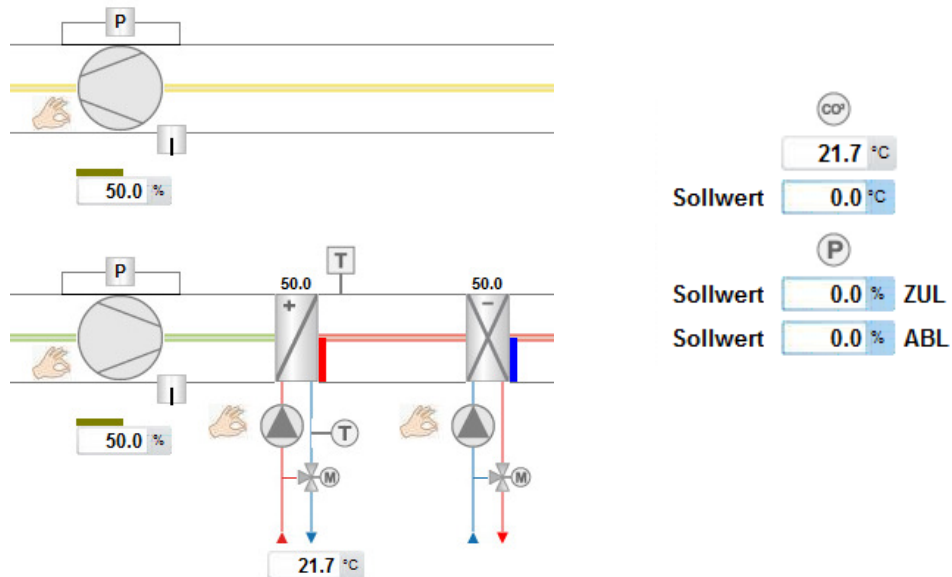 P
50.0 %
P
T
50.0
50.0
+
−
50.0 %
T
M
M
21.7 °C
CO²
21.7 °C
Sollwert 0.0 °C
P
Sollwert 0.0 % ZUL
Sollwert 0.0 % ABL